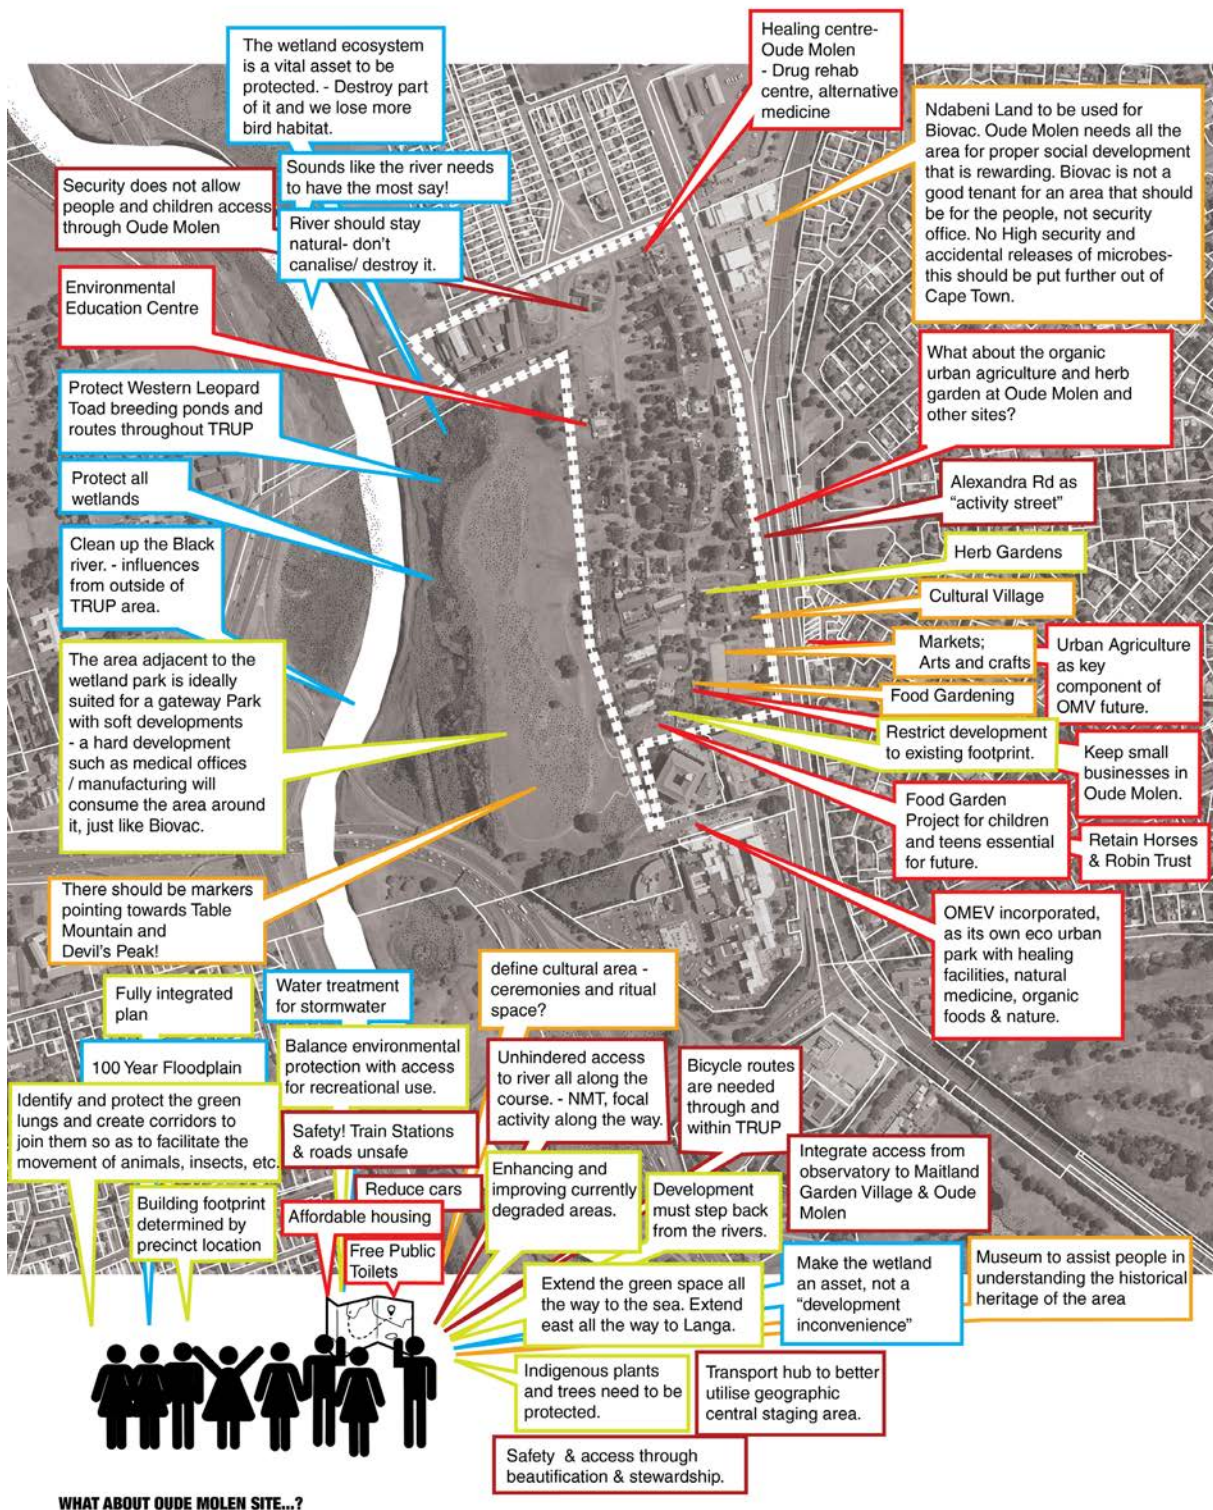 The wetland ecosystem
is a vital asset to be
protected. - Destroy part
of it and we lose more
bird habitat.
Healing centre-
Oude Molen
- Drug rehab
centre, alternative
medicine
Ndabeni Land to be used for
Biovac. Oude Molen needs all the
area for proper social development
that is rewarding. Biovac is not a
good tenant for an area that should
be for the people, not security
office. No High security and
accidental releases of microbes-
this should be put further out of
Cape Town.
Sounds like the river needs
to have the most say!
Security does not allow
people and children access
through Oude Molen
River should stay
natural- don't
canalise/ destroy it.
Environmental
Education Centre
What about the organic
urban agriculture and herb
garden at Oude Molen and
other sites?
Protect Western Leopard
Toad breeding ponds and
routes throughout TRUP
Protect all
wetlands
Alexandra Rd as
“activity street”
Clean up the Black
river. - influences
from outside of
TRUP area.
Herb Gardens
Cultural Village
Markets;
Arts and crafts
Urban Agriculture
as key
component of
OMV future.
The area adjacent to the
wetland park is ideally
suited for a gateway Park
with soft developments
- a hard development
such as medical offices
/ manufacturing will
consume the area around
it, just like Biovac.
Food Gardening
Restrict development
to existing footprint.
Keep small
businesses in
Oude Molen.
Food Garden
Project for children
and teens essential
for future.
Retain Horses
& Robin Trust
There should be markers
pointing towards Table
Mountain and
Devil's Peak!
OMEV incorporated,
as its own eco urban
park with healing
facilities, natural
medicine, organic
foods & nature.
Fully integrated
plan
Water treatment
for stormwater
define cultural area -
ceremonies and ritual
space?
100 Year Floodplain
Balance environmental
protection with access
for recreational use.
Unhindered access
to river all along the
course. - NMT, focal
activity along the way.
Bicycle routes
are needed
through and
within TRUP
Identify and protect the green
lungs and create corridors to
join them so as to facilitate the
movement of animals, insects, etc.
Safety! Train Stations
& roads unsafe
Integrate access from
observatory to Maitland
Garden Village & Oude
Molen
Enhancing and
improving currently
degraded areas.
Development
must step back
from the rivers.
Reduce cars
Building footprint
determined by
precinct location
Affordable housing
Free Public
Toilets
Extend the green space all
the way to the sea. Extend
east all the way to Langa.
Make the wetland
an asset, not a
“development
inconvenience”
Museum to assist people in
understanding the historical
heritage of the area
Indigenous plants
and trees need to be
protected.
Transport hub to better
utilise geographic
central staging area.
Safety & access through
beautification & stewardship.
WHAT ABOUT OUDE MOLEN SITE...?